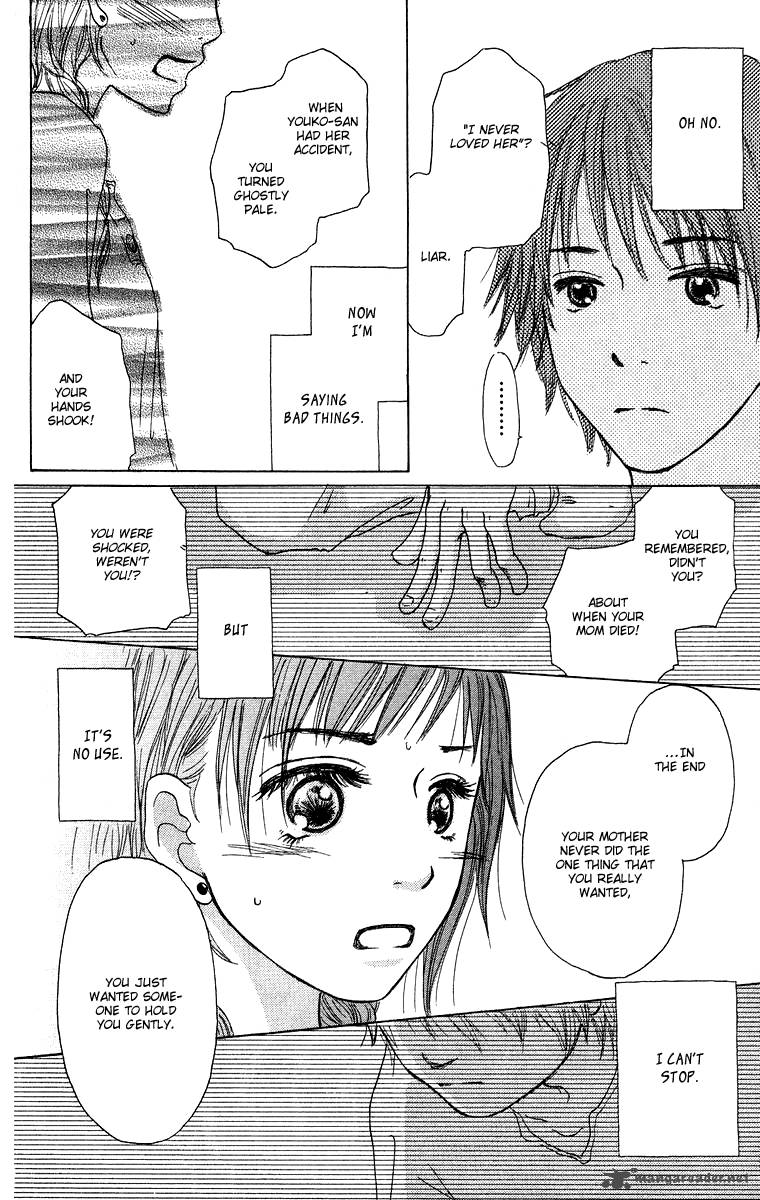 OH NO.
"I NEVER
LOVED HER"?
LIAR.
..........
WHEN
YOUKO-SAN
HAD HER
ACCIDENT,
YOU
TURNED
GHOSTLY
PALE.
NOW
I'M
SAYING
BAD THINGS.
AND
YOUR
HANDS
SHOOK!
YOU
REMEMBERED,
DIDN'T
YOU?
ABOUT
WHEN YOUR
MOM DIED!
YOU WERE
SHOCKED,
WEREN'T
YOU!?
BUT
IT'S
NO USE.
...IN
THE END
YOUR MOTHER
NEVER DID THE
ONE THING THAT
YOU REALLY
WANTED,
YOU JUST
WANTED SOME-
ONE TO HOLD
YOU GENTLY.
I CAN'T
STOP.
mangareader.net